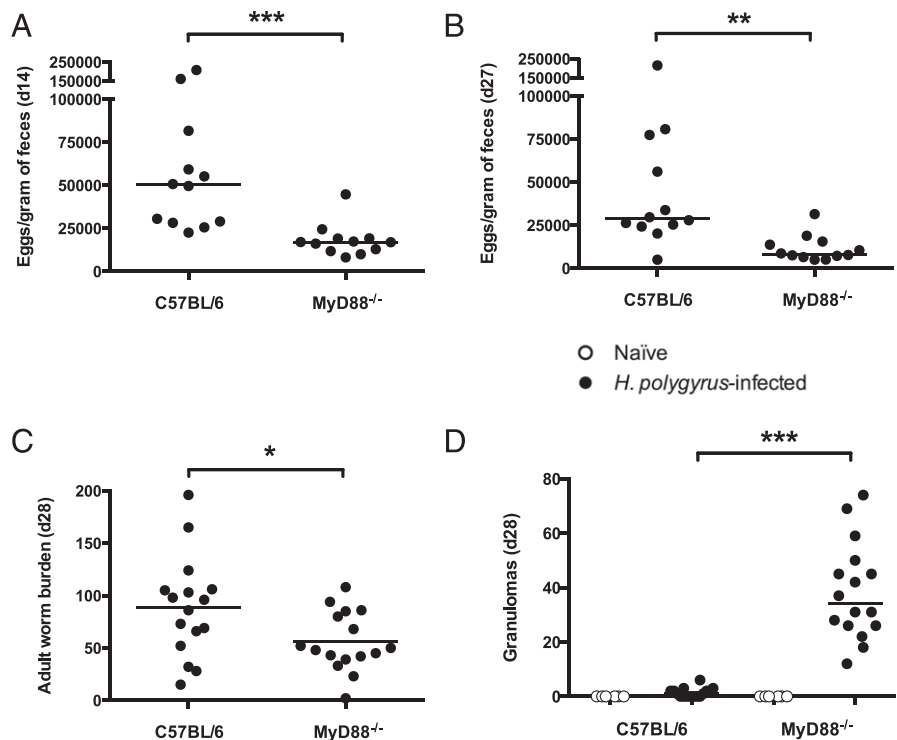 A
***
Eggs/gram of feces (d14)
250000
150000
100000
75000
50000
25000
0
C57BL/6 MyD88-/-
B
**
Eggs/gram of feces (d27)
250000
150000
100000
75000
50000
25000
0
C57BL/6 MyD88-/-
Naïve
H. polygyrus-infected
C
*
Adult worm burden (d28)
200
150
100
50
0
C57BL/6 MyD88-/-
D
***
Granulomas (d28)
80
60
40
20
0
C57BL/6 MyD88-/-